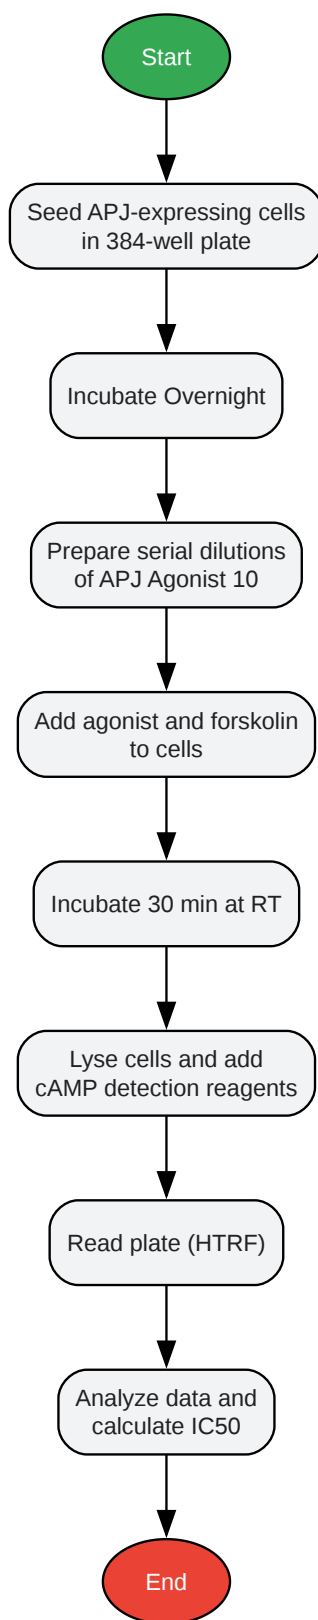 Start
Seed APJ-expressing cells
in 384-well plate
Incubate Overnight
Prepare serial dilutions
of APJ Agonist 10
Add agonist and forskolin
to cells
Incubate 30 min at RT
Lyse cells and add
cAMP detection reagents
Read plate (HTRF)
Analyze data and
calculate IC50
End